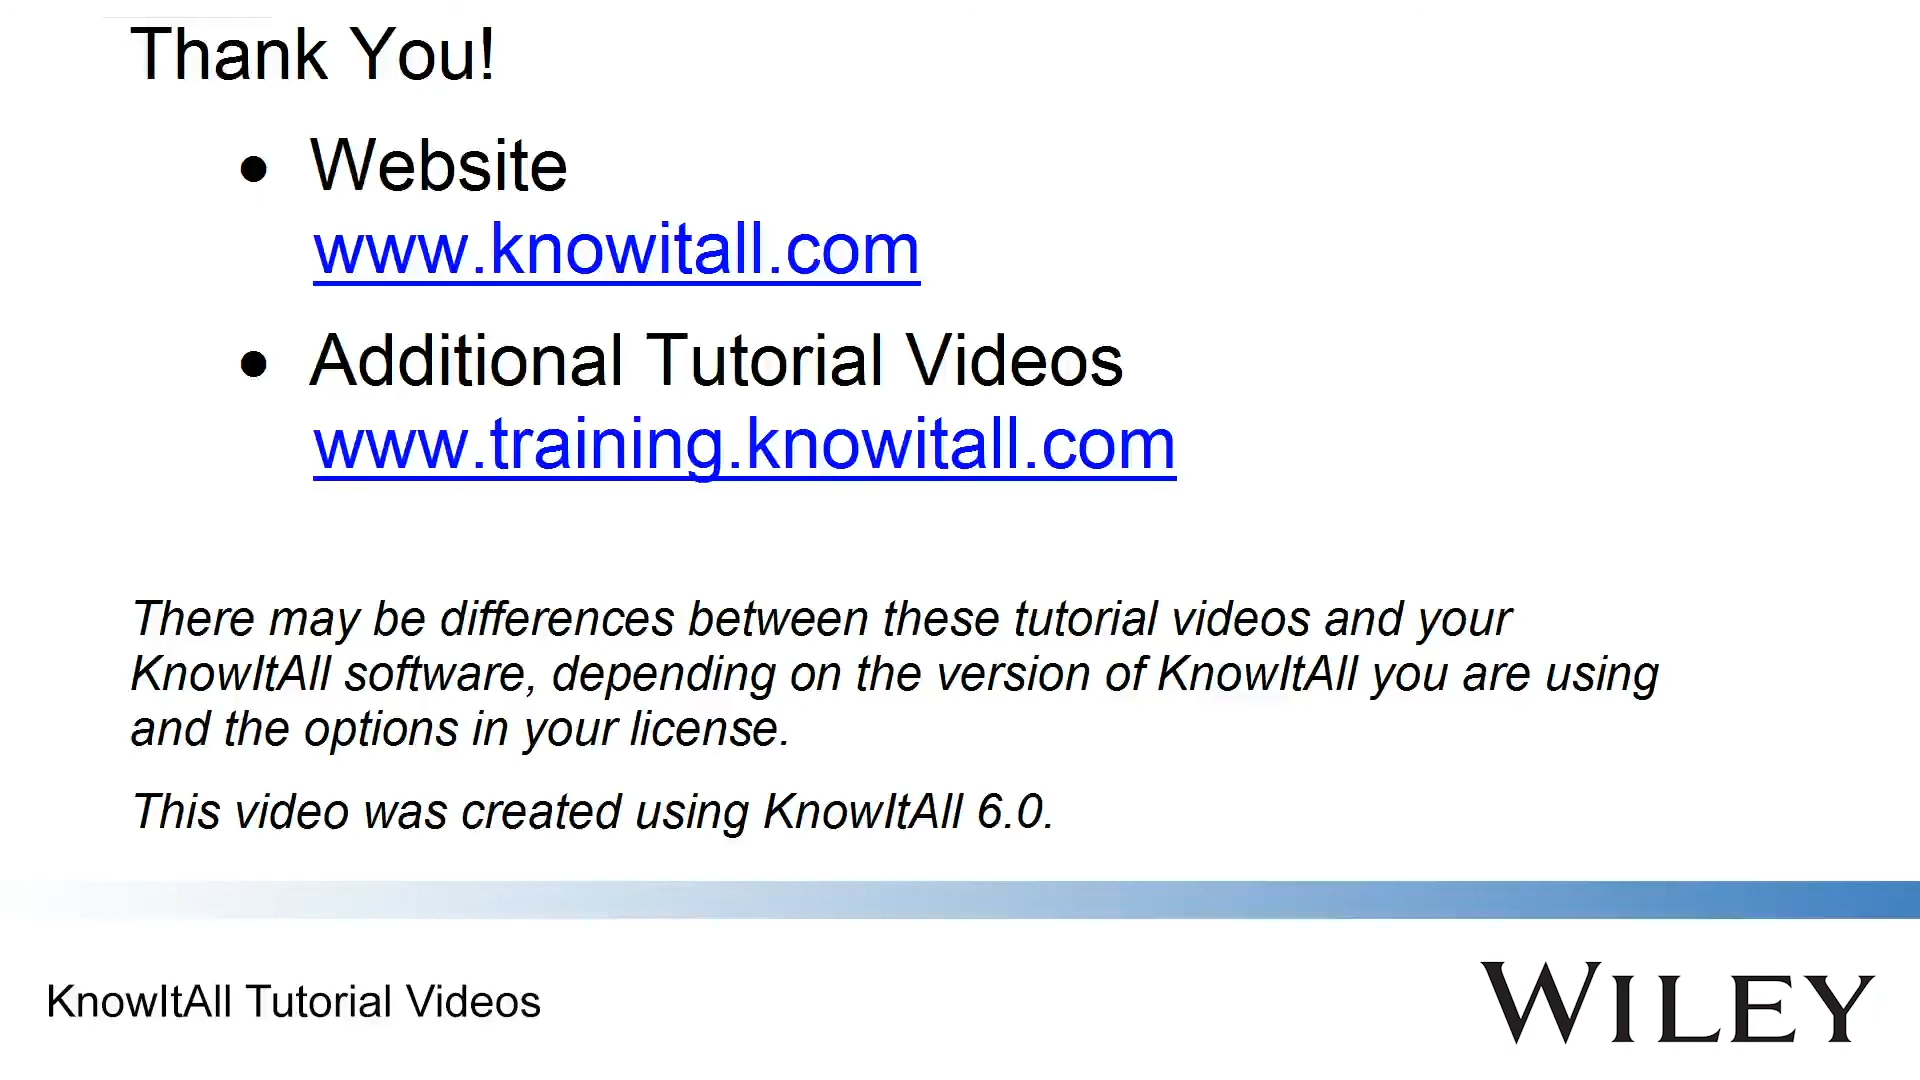 Thank You!
• Website
www.knowitall.com
• Additional Tutorial Videos
www.training.knowitall.com
There may be differences between these tutorial videos and your
KnowItAll software, depending on the version of KnowItAll you are using
and the options in your license.
This video was created using KnowItAll 6.0.
KnowItAll Tutorial Videos
WILEY